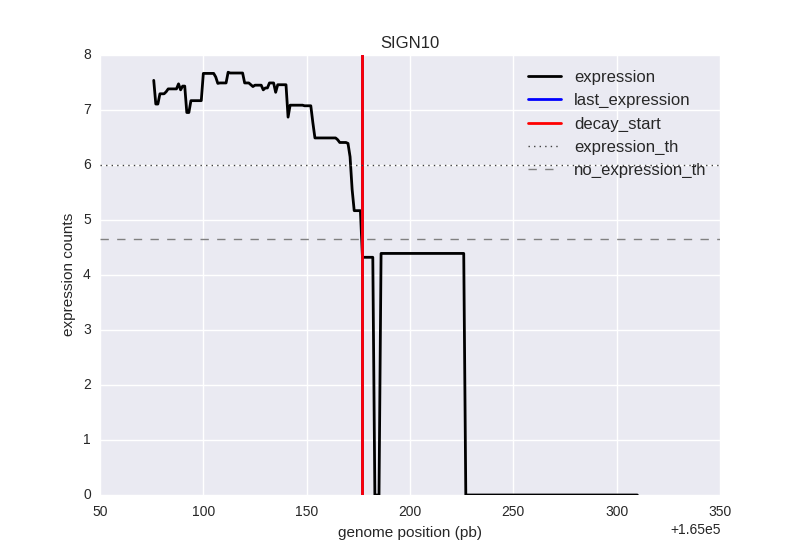 SIGN10
8
7
6
5
4
3
2
1
0
expression counts
expression
last_expression
decay_start
expression_th
no_expression_th
50 100 150 200 250 300 350
+1.65e5
genome position (pb)